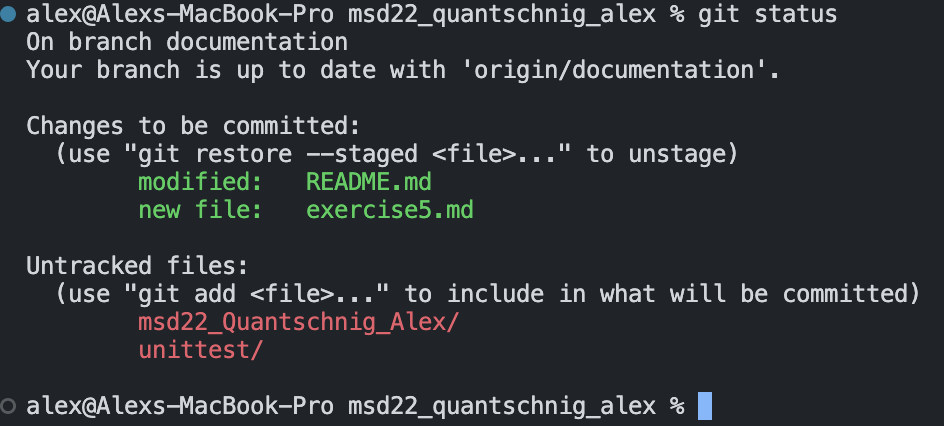 alex@Alexs-MacBook-Pro msd22_quantschnig_alex % git status
On branch documentation
Your branch is up to date with 'origin/documentation'.
Changes to be committed:
(use "git restore --staged <file>..." to unstage)
modified: README.md
new file: exercise5.md
Untracked files:
(use "git add <file>..." to include in what will be committed)
msd22_Quantschnig_Alex/
unittest/
alex@Alexs-MacBook-Pro msd22_quantschnig_alex %